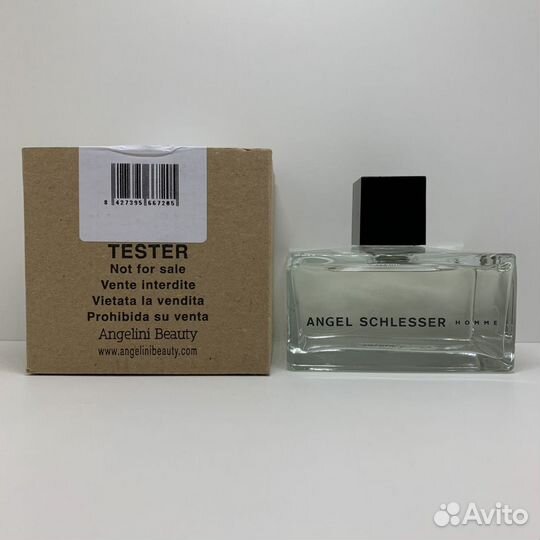 8 427395 667205
TESTER
Not for sale
Vente interdite
Vietata la vendita
Prohibida su venta
Angelini Beauty
www.angelinibeauty.com
ANGEL SCHLESSER HOMME
Avito